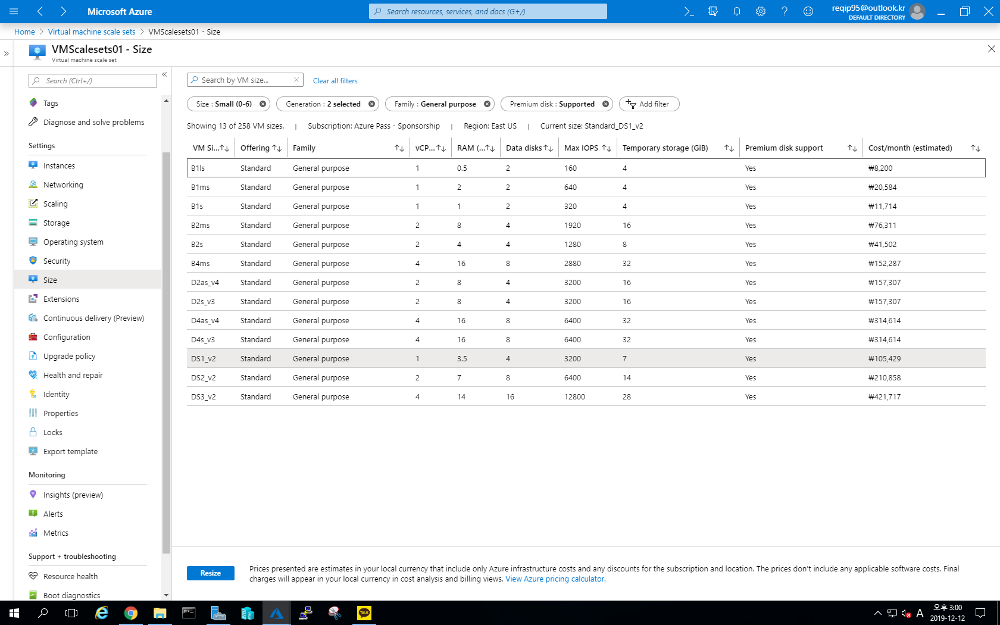 Microsoft Azure
Search resources, services, and docs (G+/)
reqip95@outlook.kr
DEFAULT DIRECTORY
Home > Virtual machine scale sets > VMScalesets01 - Size
VMScalesets01 - Size
Virtual machine scale set
Search (Ctrl+/)
Tags
Diagnose and solve problems
Settings
Instances
Networking
Scaling
Storage
Operating system
Security
Size
Extensions
Continuous delivery (Preview)
Configuration
Upgrade policy
Health and repair
Identity
Properties
Locks
Export template
Monitoring
Insights (preview)
Alerts
Metrics
Support + troubleshooting
Resource health
Boot diagnostics
Search by VM size...
Clear all filters
Size : Small (0-6) Generation : 2 selected Family : General purpose Premium disk : Supported Add filter
Showing 13 of 258 VM sizes. | Subscription: Azure Pass - Sponsorship | Region: East US | Current size: Standard_DS1_v2
VM Si...↑↓ Offering ↑↓ Family ↑↓ vCP...↑↓ RAM (...↑↓ Data disks↑↓ Max IOPS ↑↓ Temporary storage (GiB) ↑↓ Premium disk support ↑↓ Cost/month (estimated) ↑↓
B1ls Standard General purpose 1 0.5 2 160 4 Yes ₩8,200
B1ms Standard General purpose 1 2 2 640 4 Yes ₩20,584
B1s Standard General purpose 1 1 2 320 4 Yes ₩11,714
B2ms Standard General purpose 2 8 4 1920 16 Yes ₩76,311
B2s Standard General purpose 2 4 4 1280 8 Yes ₩41,502
B4ms Standard General purpose 4 16 8 2880 32 Yes ₩152,287
D2as_v4 Standard General purpose 2 8 4 3200 16 Yes ₩157,307
D2s_v3 Standard General purpose 2 8 4 3200 16 Yes ₩157,307
D4as_v4 Standard General purpose 4 16 8 6400 32 Yes ₩314,614
D4s_v3 Standard General purpose 4 16 8 6400 32 Yes ₩314,614
DS1_v2 Standard General purpose 1 3.5 4 3200 7 Yes ₩105,429
DS2_v2 Standard General purpose 2 7 8 6400 14 Yes ₩210,858
DS3_v2 Standard General purpose 4 14 16 12800 28 Yes ₩421,717
Resize
Prices presented are estimates in your local currency that include only Azure infrastructure costs and any discounts for the subscription and location. The prices don't include any applicable software costs. Final
charges will appear in your local currency in cost analysis and billing views. View Azure pricing calculator.
TALK
A
오후 3:00
2019-12-12